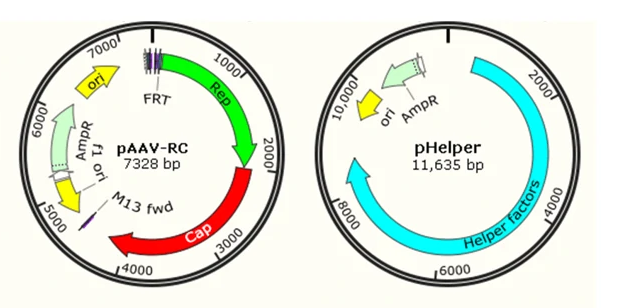 7000
1000
ori
FRT
Rep
6000
AmpR
pAAV-RC
7328 bp
2000
f1 ori
M13 fwd
5000
Cap
3000
4000
10,000
ori
AmpR
2000
pHelper
11,635 bp
8000
4000
Helper factors
6000